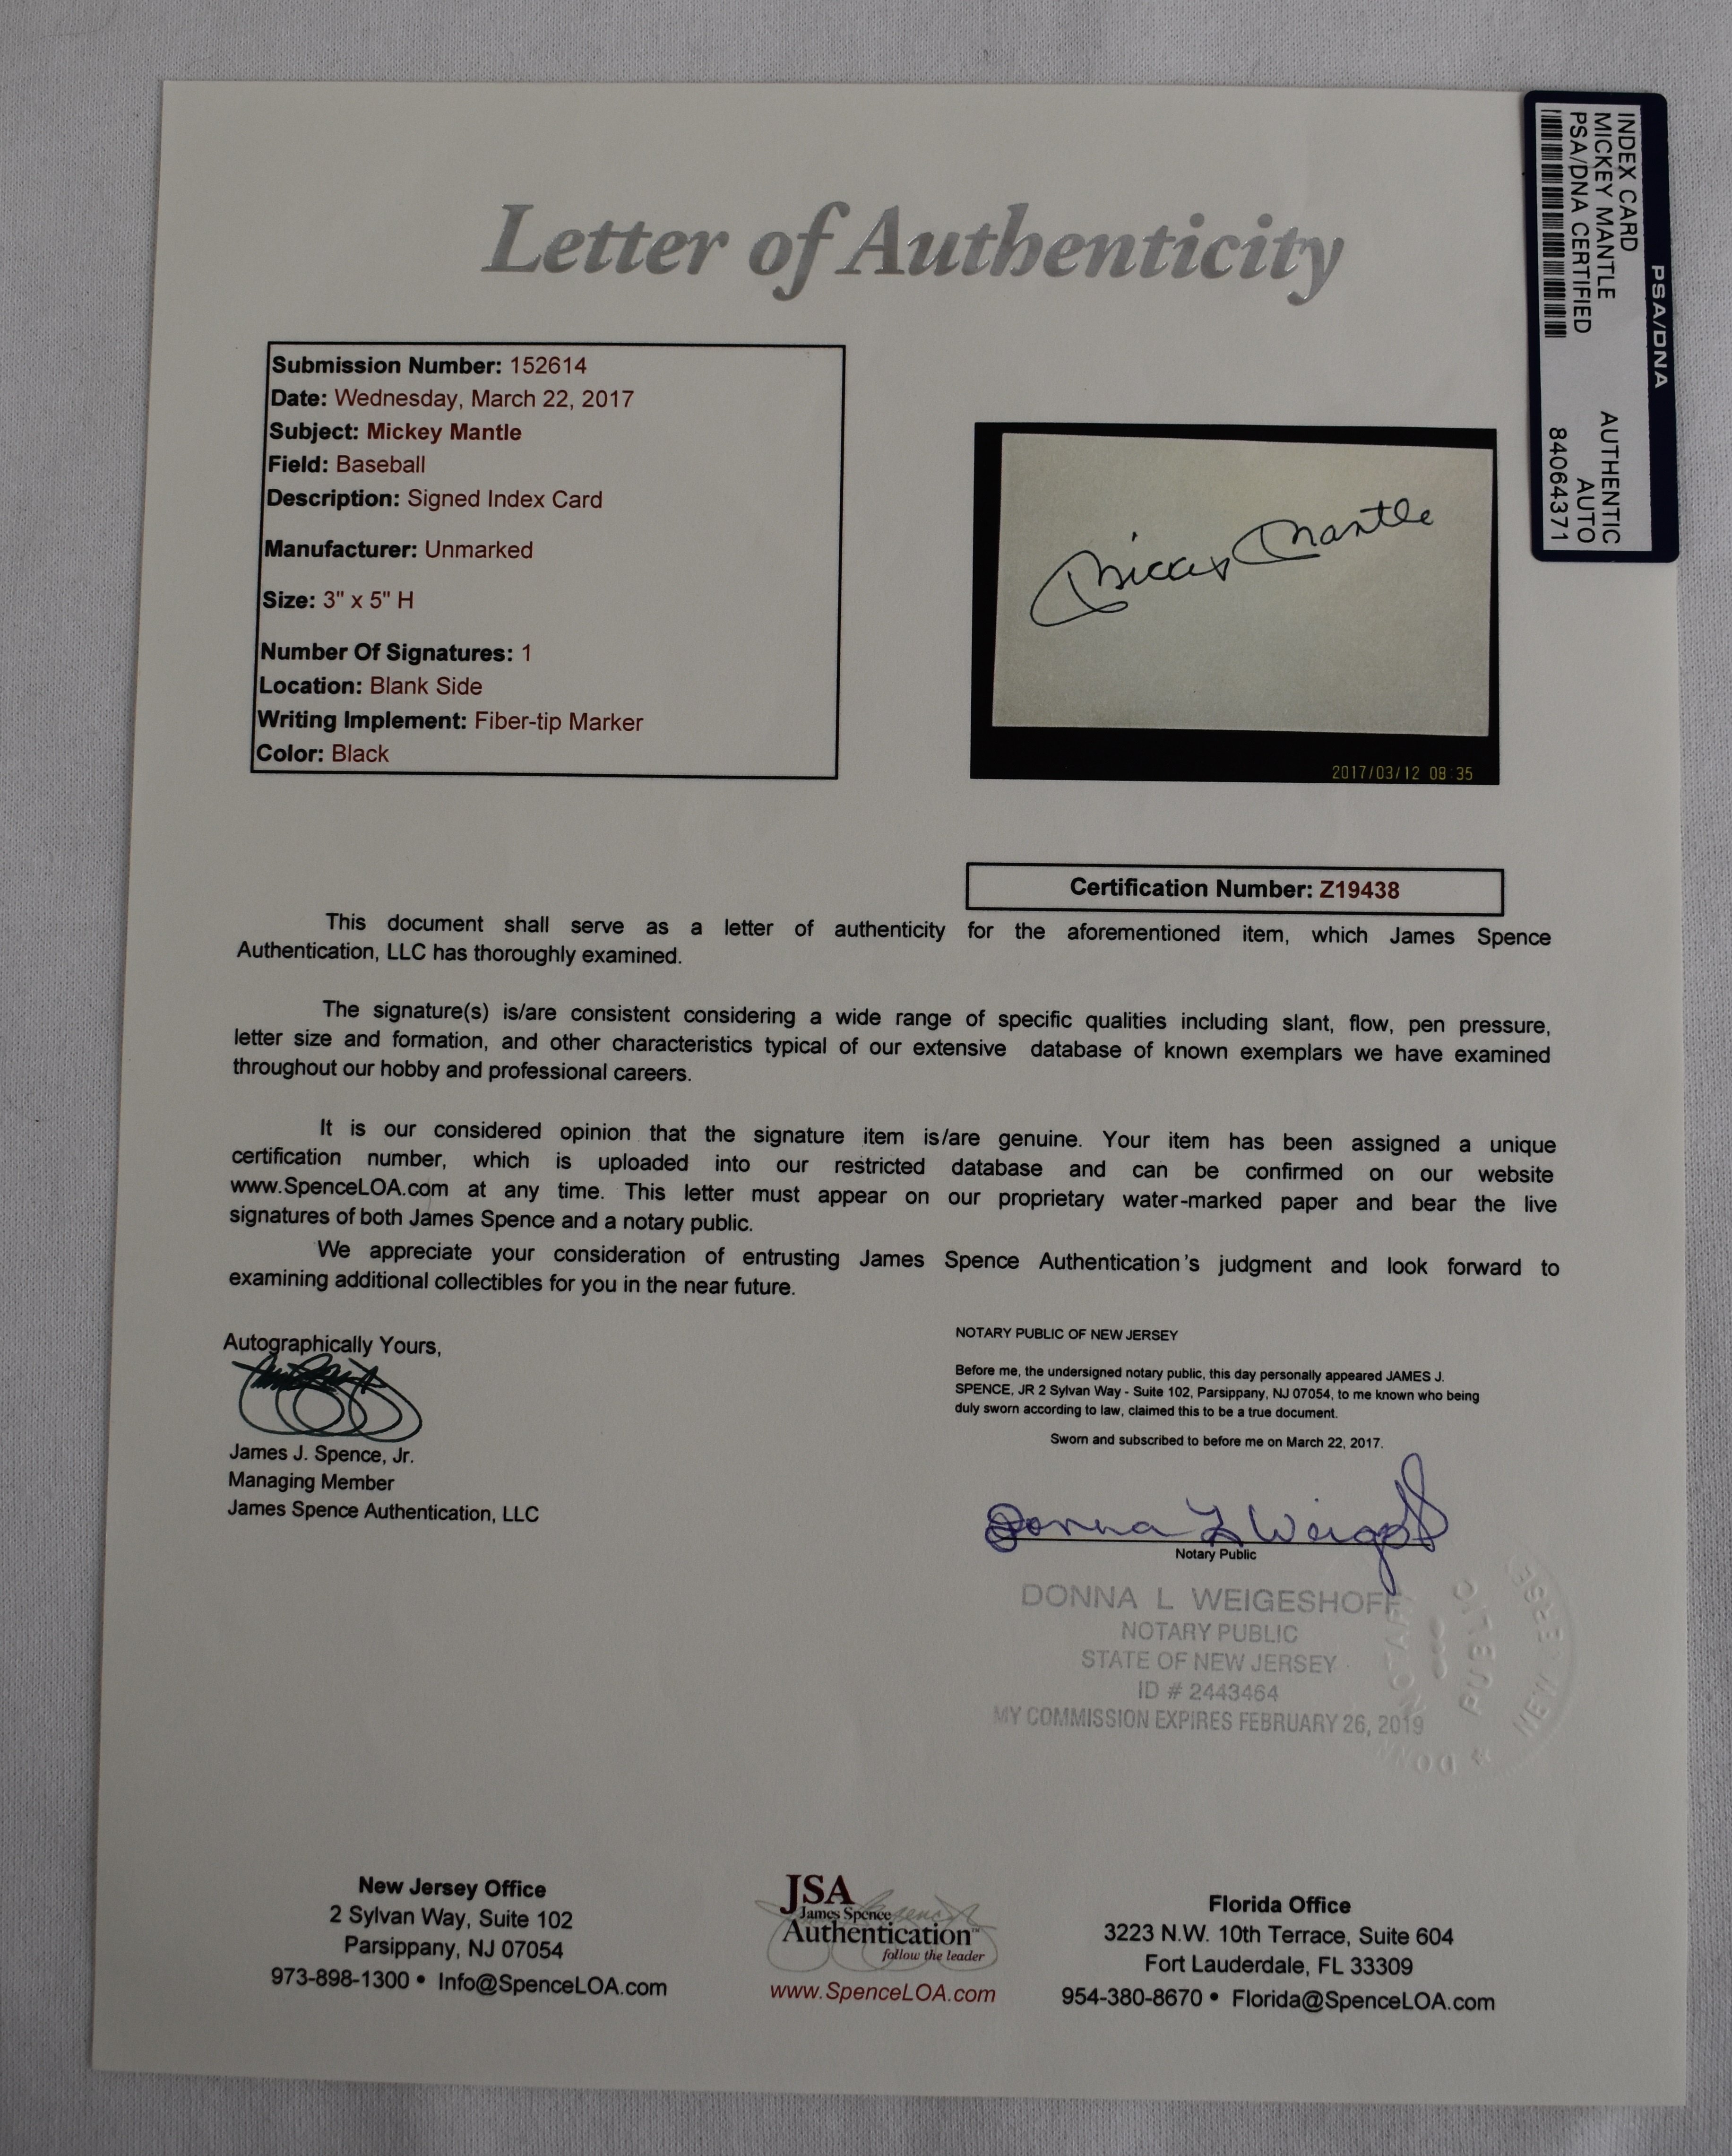 Letter of Authenticity
Submission Number: 152614
Date: Wednesday, March 22, 2017
Subject: Mickey Mantle
Field: Baseball
Description: Signed Index Card
Manufacturer: Unmarked
Size: 3" x 5" H
Number Of Signatures: 1
Location: Blank Side
Writing Implement: Fiber-tip Marker
Color: Black
PSA/DNA
INDEX CARD
MICKEY MANTLE
PSA/DNA CERTIFIED
AUTHENTIC
AUTO
84064371
Mickey Mantle
2017/03/12 08:35
Certification Number: Z19438
This document shall serve as a letter of authenticity for the aforementioned item, which James Spence
Authentication, LLC has thoroughly examined.
The signature(s) is/are consistent considering a wide range of specific qualities including slant, flow, pen pressure,
letter size and formation, and other characteristics typical of our extensive database of known exemplars we have examined
throughout our hobby and professional careers.
It is our considered opinion that the signature item is/are genuine. Your item has been assigned a unique
certification number, which is uploaded into our restricted database and can be confirmed on our website
www.SpenceLOA.com at any time. This letter must appear on our proprietary water-marked paper and bear the live
signatures of both James Spence and a notary public.
We appreciate your consideration of entrusting James Spence Authentication's judgment and look forward to
examining additional collectibles for you in the near future.
Autographically Yours,
James J. Spence, Jr.
Managing Member
James Spence Authentication, LLC
NOTARY PUBLIC OF NEW JERSEY
Before me, the undersigned notary public, this day personally appeared JAMES J.
SPENCE, JR 2 Sylvan Way - Suite 102, Parsippany, NJ 07054, to me known who being
duly sworn according to law, claimed this to be a true document.
Sworn and subscribed to before me on March 22, 2017.
Donna L Weigeshoff
Notary Public
DONNA L WEIGESHOFF
NOTARY PUBLIC
STATE OF NEW JERSEY
ID # 2443464
MY COMMISSION EXPIRES FEBRUARY 26, 2019
NOTARY
PUBLIC
NEW JERSE
DONN
New Jersey Office
2 Sylvan Way, Suite 102
Parsippany, NJ 07054
973-898-1300 • Info@SpenceLOA.com
JSA
James Spence
Authentication™
follow the leader
www.SpenceLOA.com
Florida Office
3223 N.W. 10th Terrace, Suite 604
Fort Lauderdale, FL 33309
954-380-8670 • Florida@SpenceLOA.com